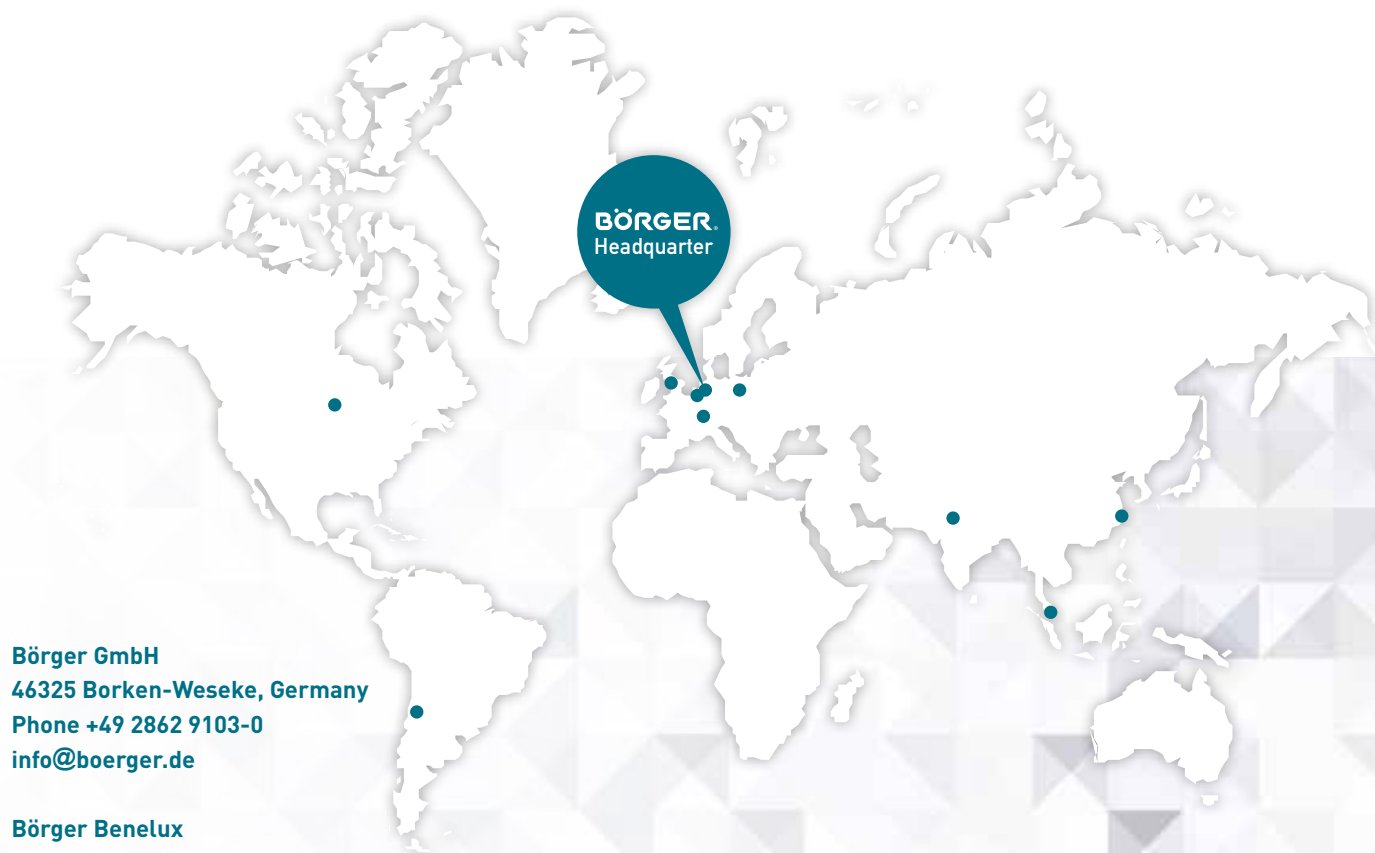 BÖRGER®
Headquarter
Börger GmbH
46325 Borken-Weseke, Germany
Phone +49 2862 9103-0
info@boerger.de
Börger Benelux